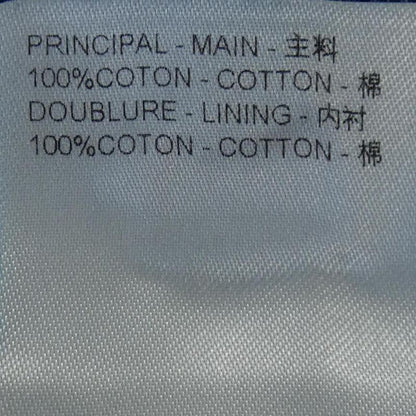 PRINCIPAL - MAIN - 主料
100%COTON - COTTON - 棉
DOUBLURE - LINING - 内衬
100%COTON - COTTON - 棉